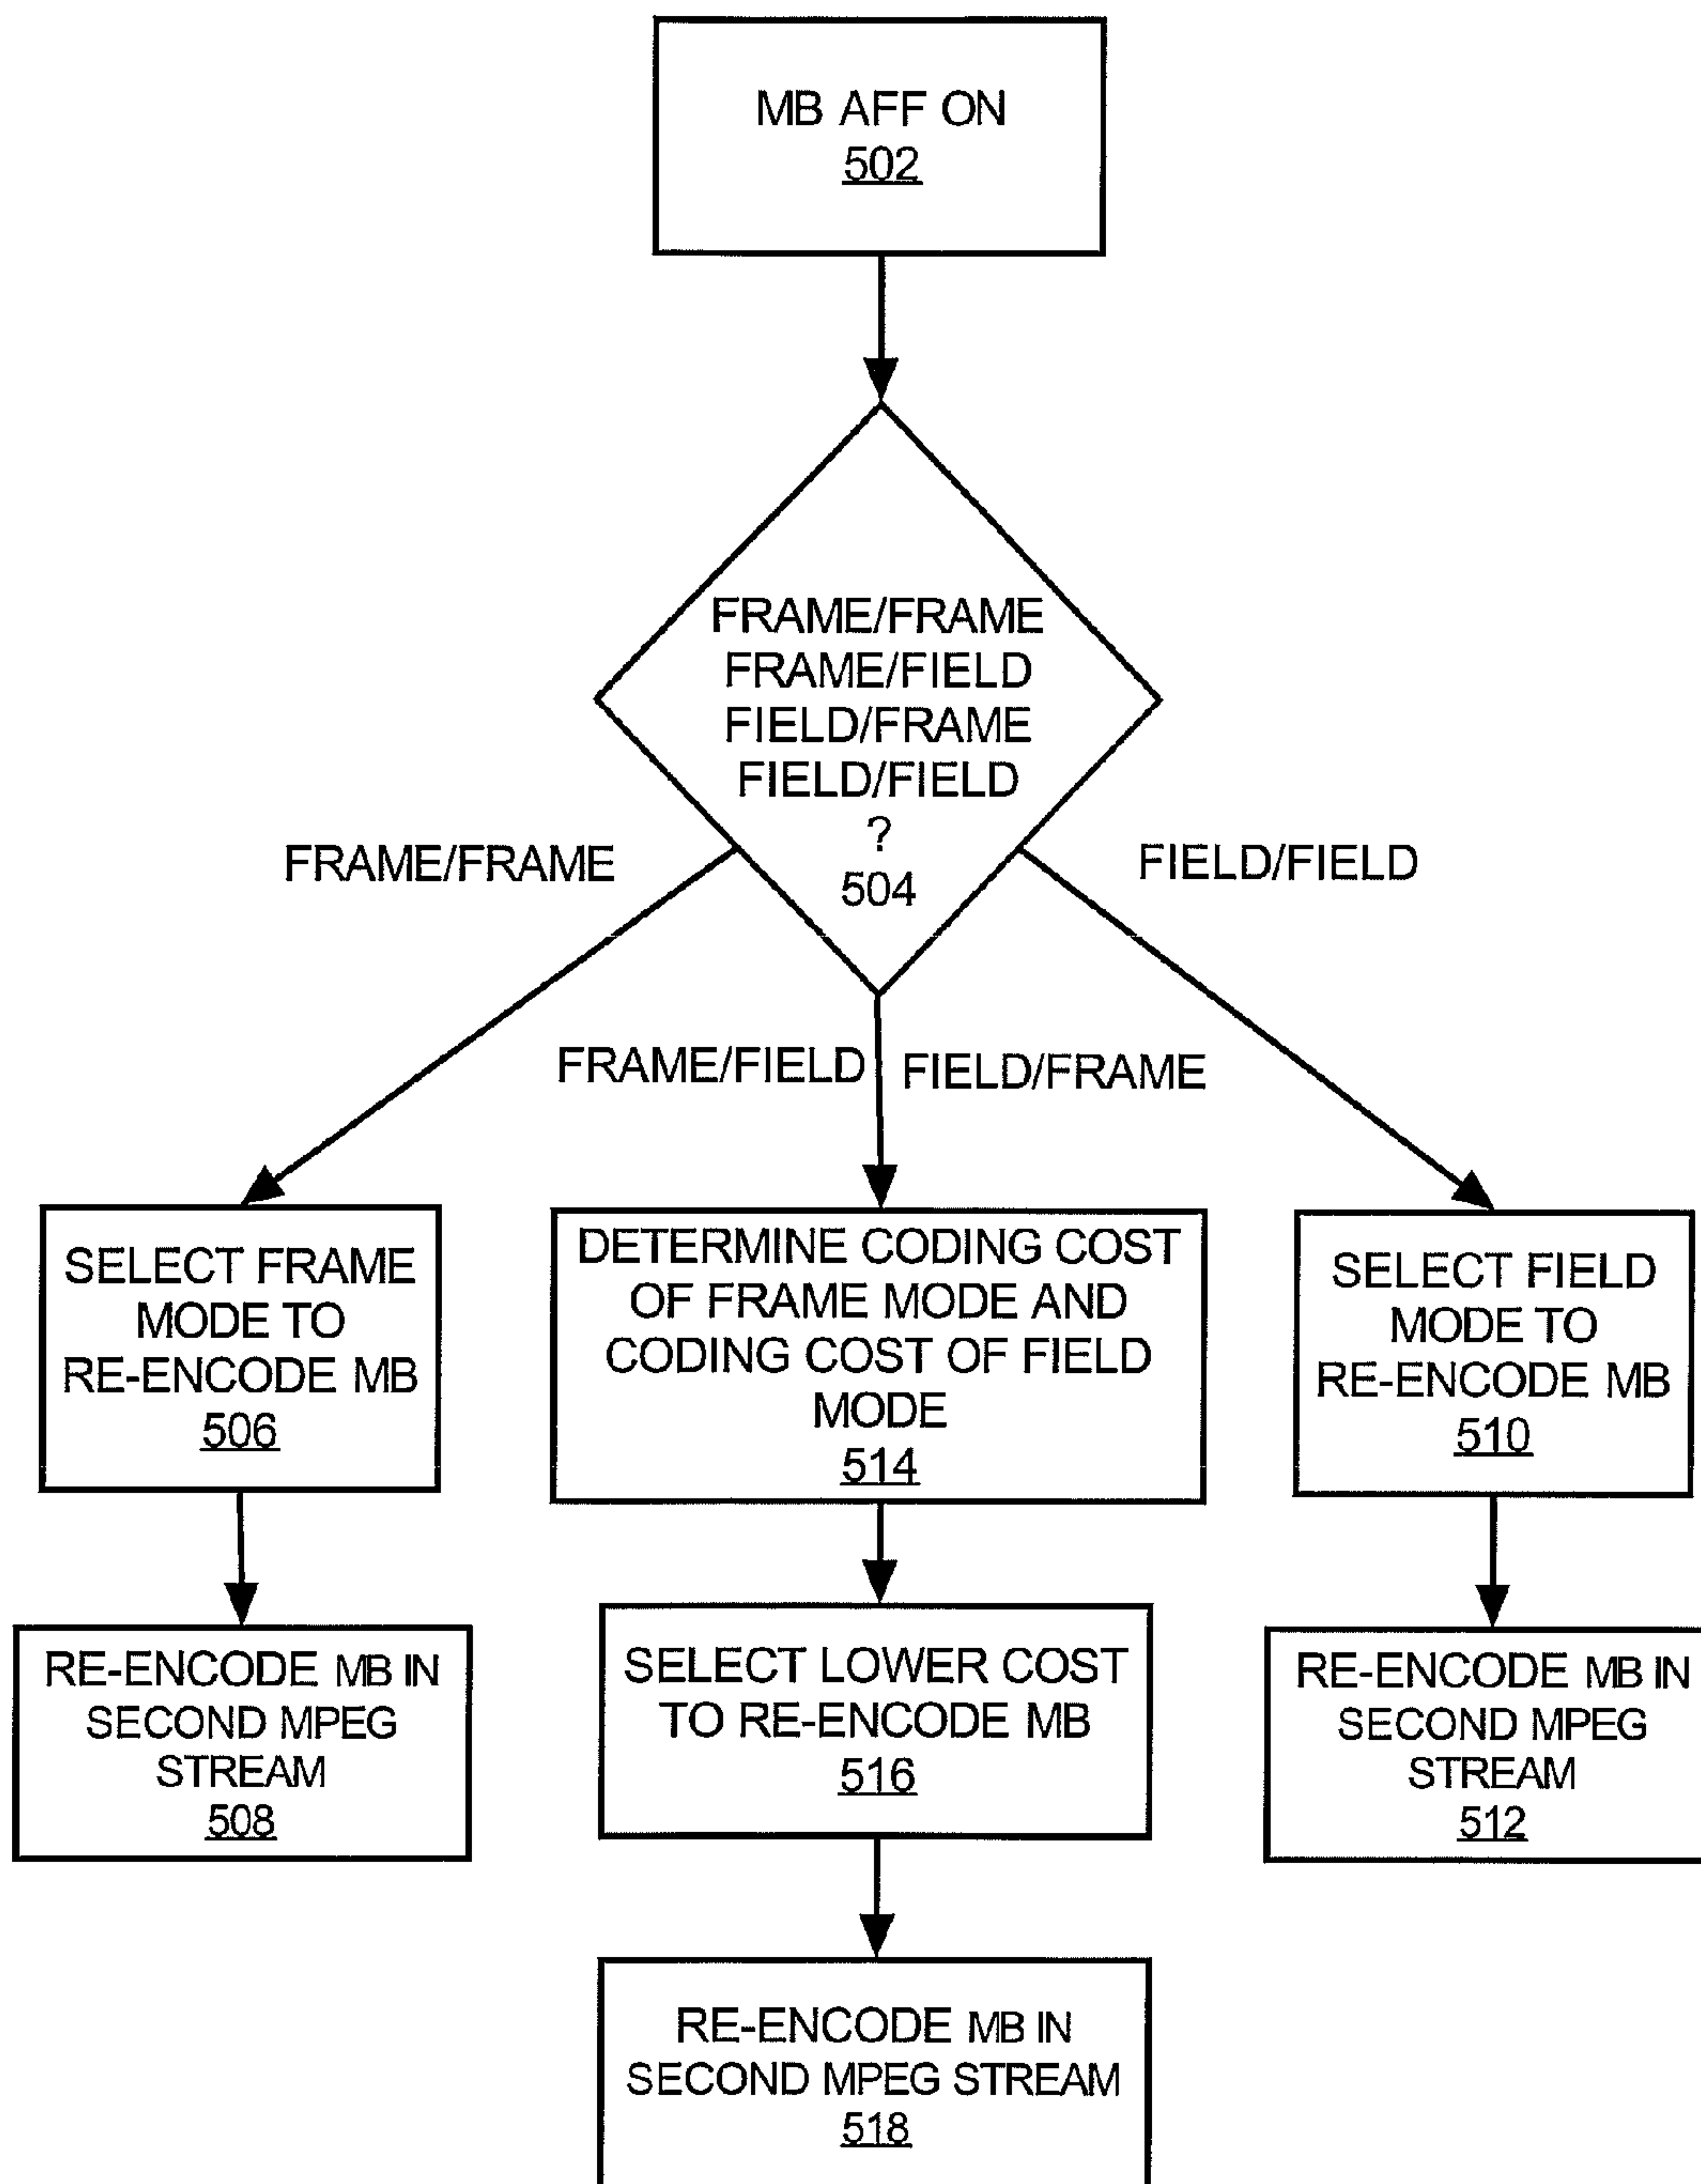 MB AFF ON
502
FRAME/FRAME
FRAME/FIELD
FIELD/FRAME
FIELD/FIELD
?
504
FRAME/FRAME
FIELD/FIELD
FRAME/FIELD
FIELD/FRAME
SELECT FRAME
MODE TO
RE-ENCODE MB
506
DETERMINE CODING COST
OF FRAME MODE AND
CODING COST OF FIELD
MODE
514
SELECT FIELD
MODE TO
RE-ENCODE MB
510
RE-ENCODE MB IN
SECOND MPEG
STREAM
508
SELECT LOWER COST
TO RE-ENCODE MB
516
RE-ENCODE MB IN
SECOND MPEG
STREAM
512
RE-ENCODE MB IN
SECOND MPEG STREAM
518